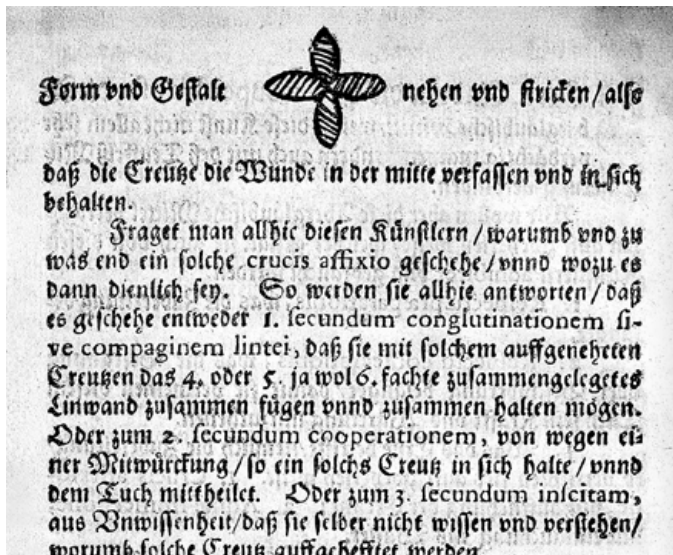 Form vnd Gestalt nehen vnd stricken/also
daß die Creutze die Wunde in der mitte verfassen vnd in sich
behalten.
Fraget man allhie diesen Künstlern/warumb vnd zu
was end ein solche crucis affixio geschehe/vnnd wozu es
dann dienlich sey. So werden sie allhie antworten/daß
es geschehe entweder 1. secundum conglutinationem si-
ve compaginem lintei, daß sie mit solchem auffgeneheten
Creutzen das 4. oder 5. ja wol 6. fachte zusammengelegetes
Linwand zusammen fügen vnnd zusammen halten mögen.
Oder zum 2. secundum cooperationem, von wegen ei-
ner Mitwürckung/so ein solchs Creutz in sich halte/vnnd
dem Tuch mittheilet. Oder zum 3. secundum inscitam,
aus Vnwissenheit/daß sie selber nicht wissen vnd verstehen/
worumb solche Creutz auffgehefftet werden